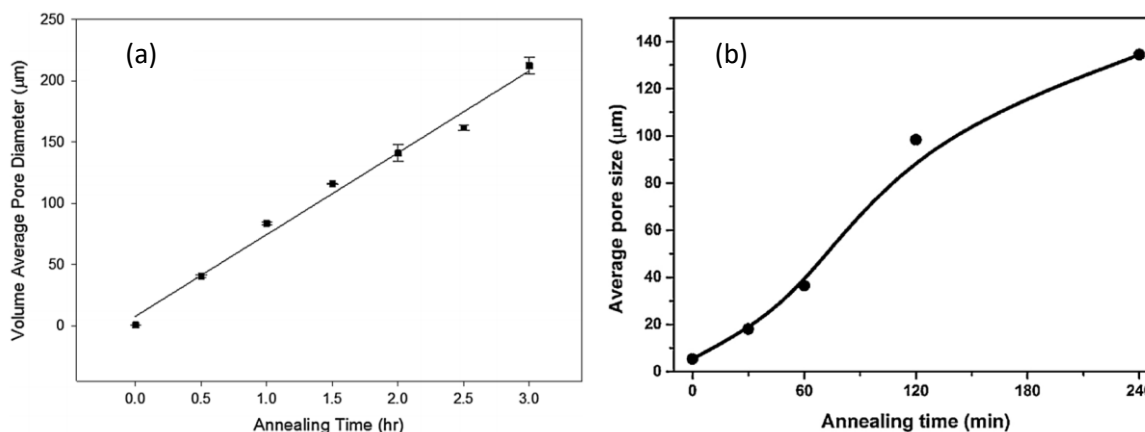 (a)
Volume Average Pore Diameter (μm)
250
200
150
100
50
0
0.0 0.5 1.0 1.5 2.0 2.5 3.0
Annealing Time (hr)
(b)
Average pore size (μm)
140
120
100
80
60
40
20
0
0 60 120 180 240
Annealing time (min)